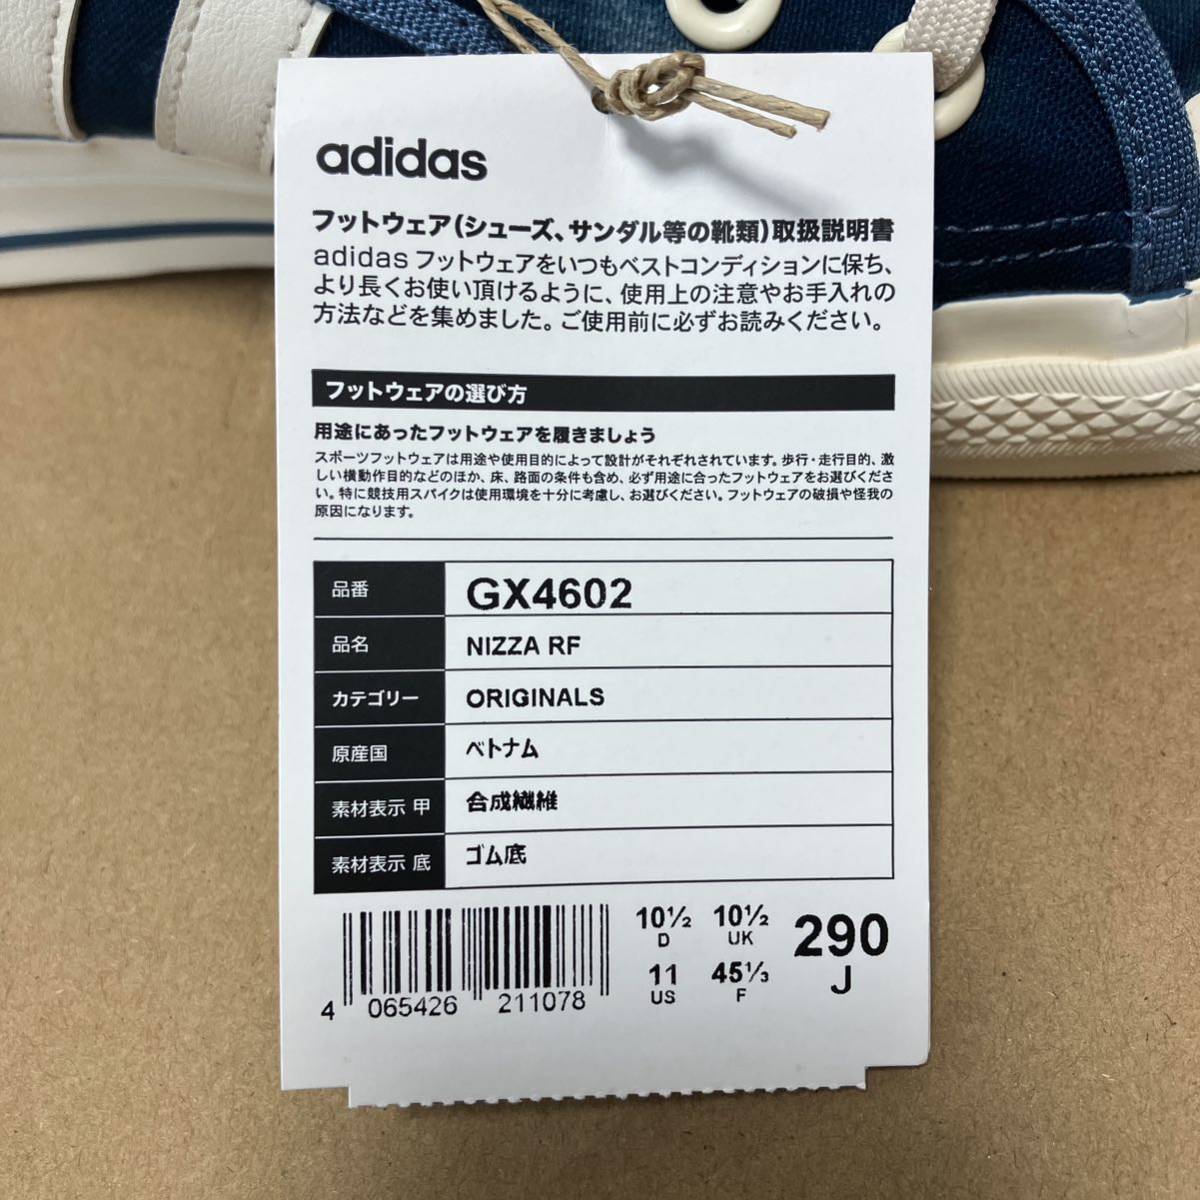 adidas
フットウェア(シューズ、サンダル等の靴類)取扱説明書
adidas フットウェアをいつもベストコンディションに保ち、
より長くお使い頂けるように、使用上の注意やお手入れの
方法などを集めました。ご使用前に必ずお読みください。
フットウェアの選び方
用途にあったフットウェアを履きましょう
スポーツフットウェアは用途や使用目的によって設計がそれぞれされています。歩行・走行目的、激
しい横動作目的などのほか、床、路面の条件も含め、必ず用途に合ったフットウェアをお選びくださ
い。特に競技用スパイクは使用環境を十分に考慮し、お選びください。フットウェアの破損や怪我の
原因になります。
品番 GX4602
品名 NIZZA RF
カテゴリー ORIGINALS
原産国 ベトナム
素材表示 甲 合成繊維
素材表示 底 ゴム底
10½ 10½ 290
D UK J
11 45⅓
US F
4 065426 211078